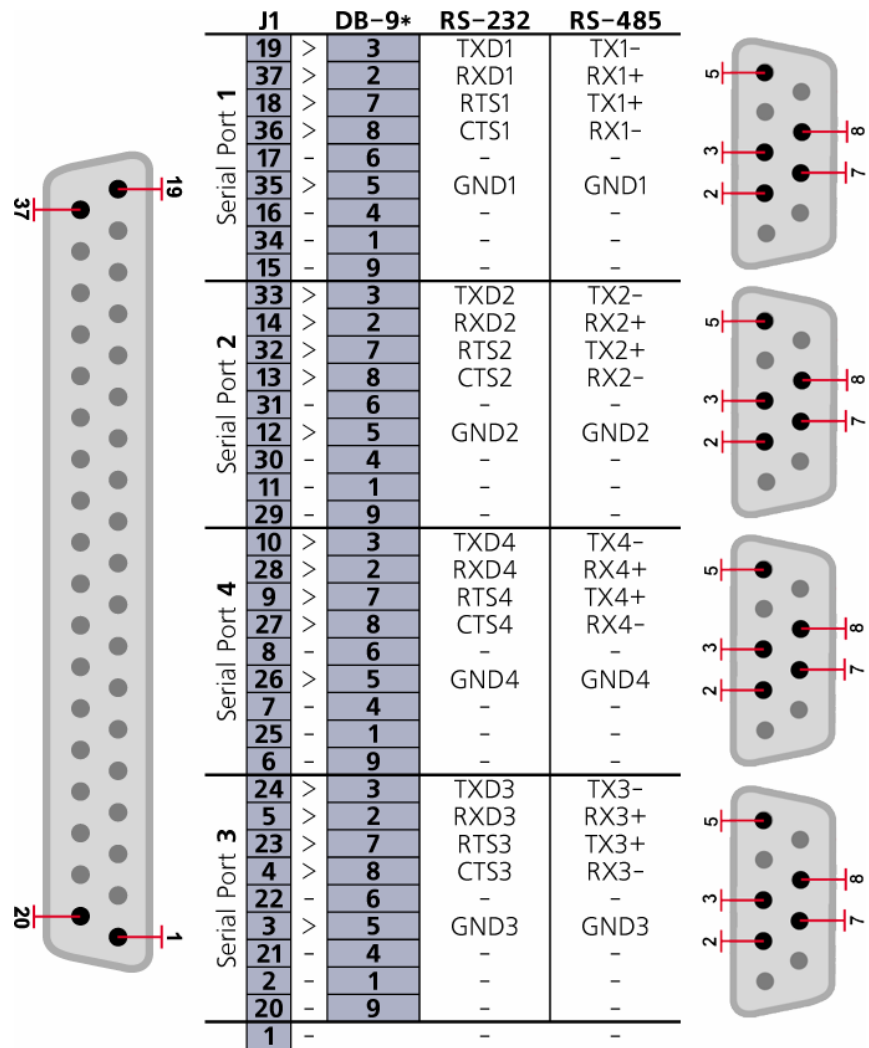 J1 DB-9* RS-232 RS-485
Serial Port 1
19 > 3 TXD1 TX1-
37 > 2 RXD1 RX1+
18 > 7 RTS1 TX1+
36 > 8 CTS1 RX1-
17 - 6 - -
35 > 5 GND1 GND1
16 - 4 - -
34 - 1 - -
15 - 9 - -
Serial Port 2
33 > 3 TXD2 TX2-
14 > 2 RXD2 RX2+
32 > 7 RTS2 TX2+
13 > 8 CTS2 RX2-
31 - 6 - -
12 > 5 GND2 GND2
30 - 4 - -
11 - 1 - -
29 - 9 - -
Serial Port 4
10 > 3 TXD4 TX4-
28 > 2 RXD4 RX4+
9 > 7 RTS4 TX4+
27 > 8 CTS4 RX4-
8 - 6 - -
26 > 5 GND4 GND4
7 - 4 - -
25 - 1 - -
6 - 9 - -
Serial Port 3
24 > 3 TXD3 TX3-
5 > 2 RXD3 RX3+
23 > 7 RTS3 TX3+
4 > 8 CTS3 RX3-
22 - 6 - -
3 > 5 GND3 GND3
21 - 4 - -
2 - 1 - -
20 - 9 - -
1 - - -
37
19
20
1
5
8
3
7
2
5
8
3
7
2
5
8
3
7
2
5
8
3
7
2